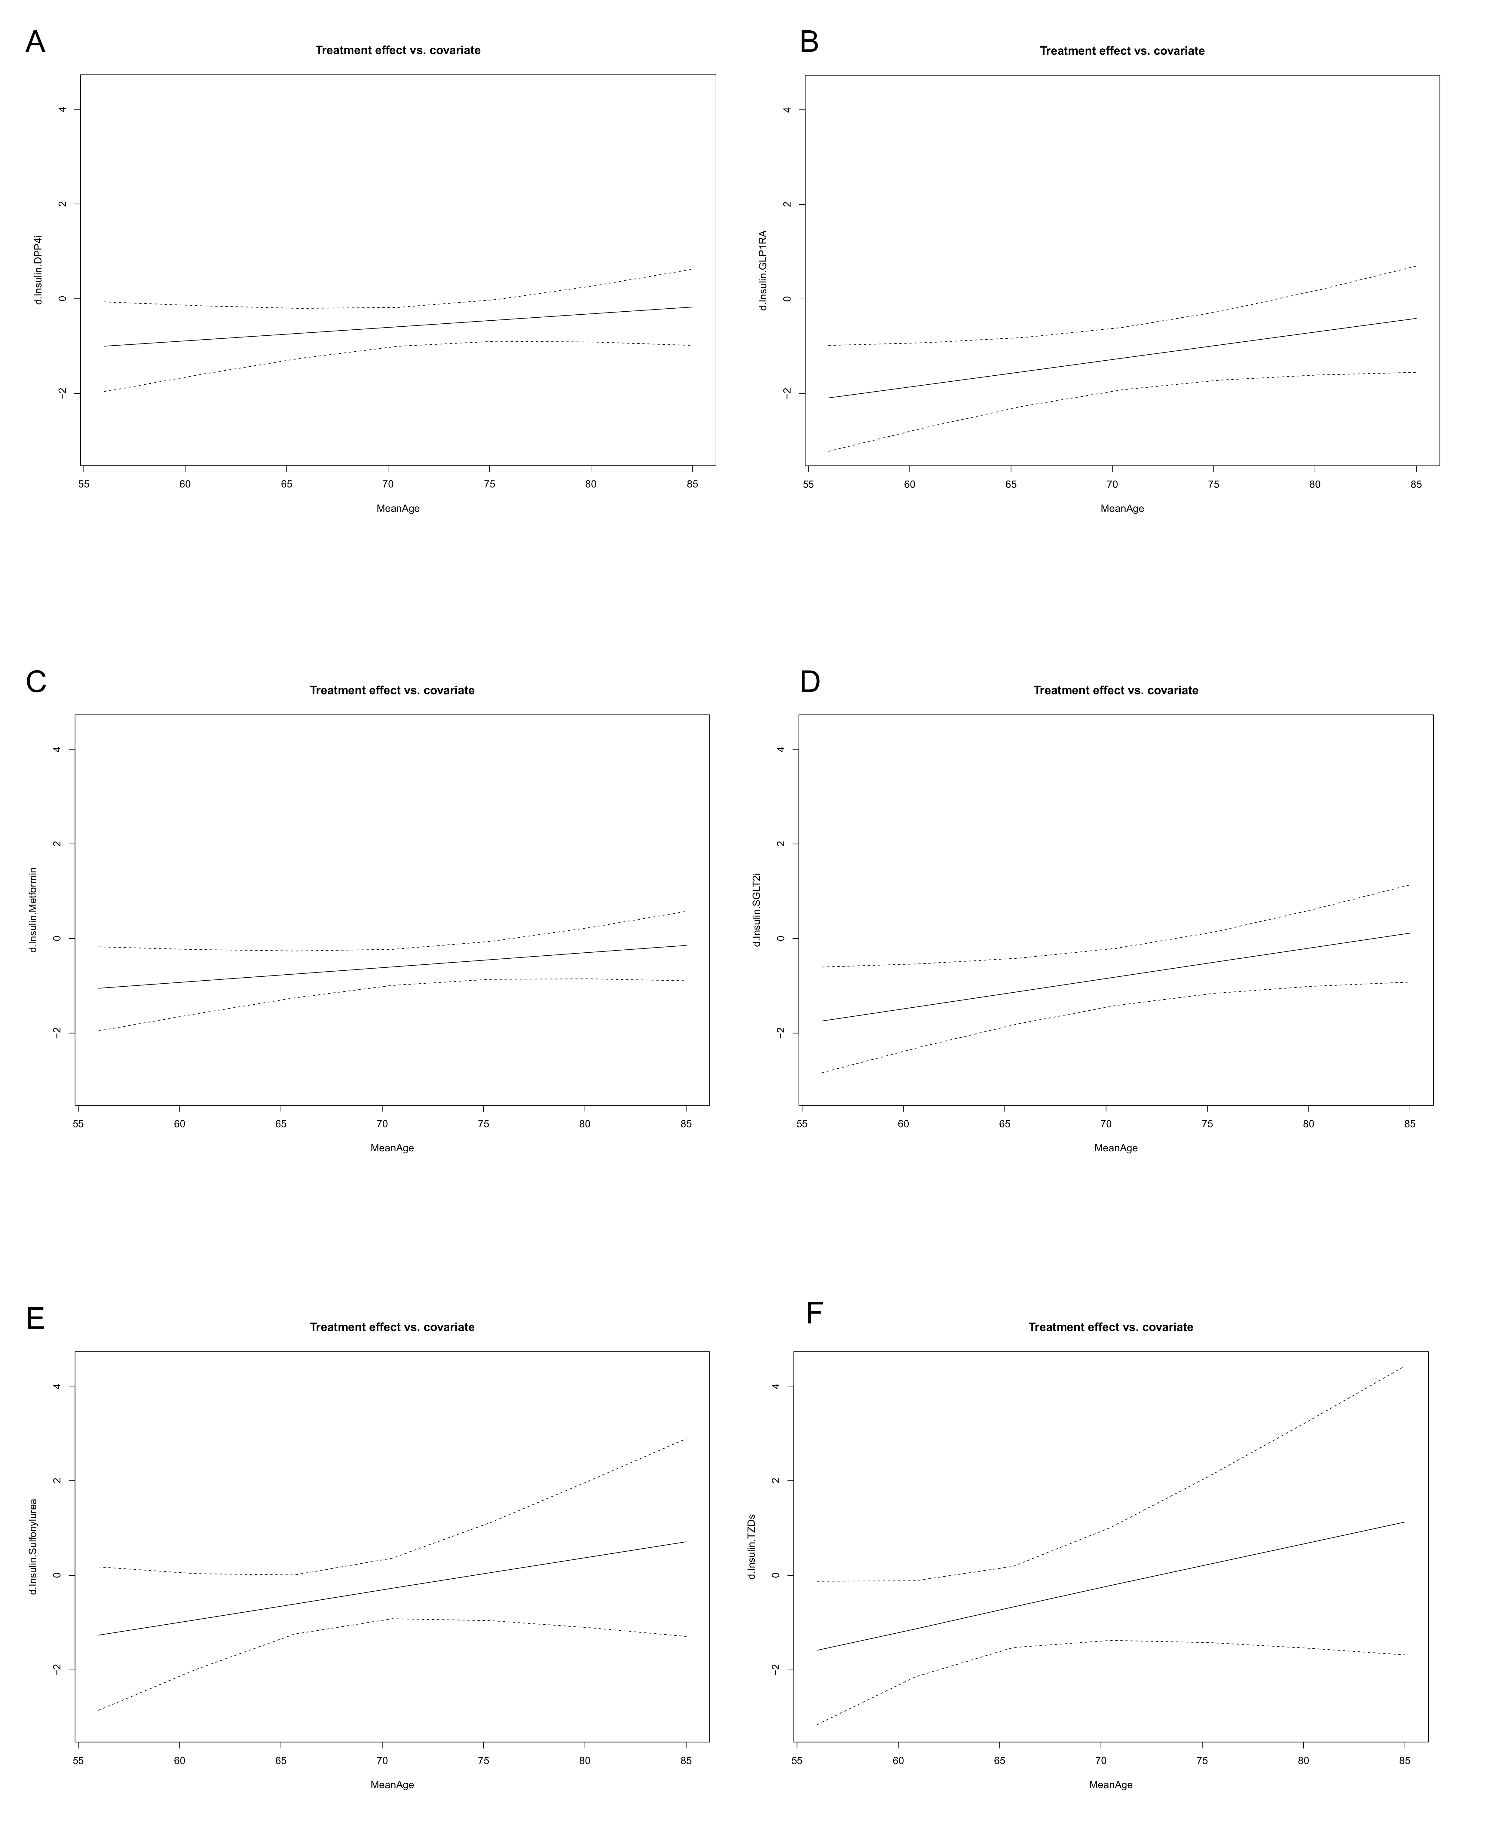 A
Treatment effect vs. covariate
d.Insulin.DPP4i
4
2
0
−2
55 60 65 70 75 80 85
MeanAge
B
Treatment effect vs. covariate
d.Insulin.GLP1RA
4
2
0
−2
55 60 65 70 75 80 85
MeanAge
C
Treatment effect vs. covariate
d.Insulin.Metformin
4
2
0
−2
55 60 65 70 75 80 85
MeanAge
D
Treatment effect vs. covariate
d.Insulin.SGLT2i
4
2
0
−2
55 60 65 70 75 80 85
MeanAge
E
Treatment effect vs. covariate
d.Insulin.Sulfonylurea
4
2
0
−2
55 60 65 70 75 80 85
MeanAge
F
Treatment effect vs. covariate
d.Insulin.TZDs
4
2
0
−2
55 60 65 70 75 80 85
MeanAge